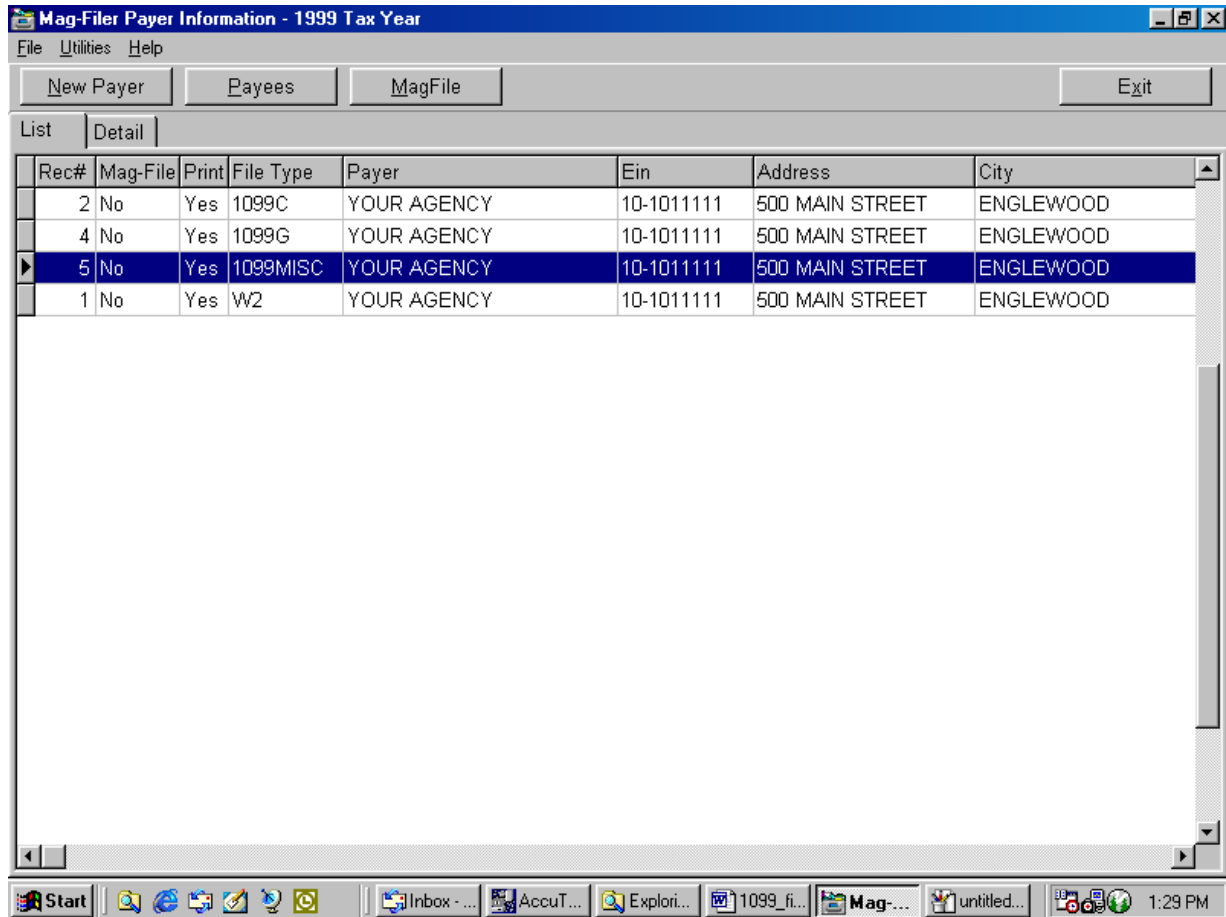 Mag-Filer Payer Information - 1999 Tax Year
File Utilities Help
New Payer Payees MagFile Exit
List Detail
Rec# Mag-File Print File Type Payer Ein Address City
2 No Yes 1099C YOUR AGENCY 10-1011111 500 MAIN STREET ENGLEWOOD
4 No Yes 1099G YOUR AGENCY 10-1011111 500 MAIN STREET ENGLEWOOD
5 No Yes 1099MISC YOUR AGENCY 10-1011111 500 MAIN STREET ENGLEWOOD
1 No Yes W2 YOUR AGENCY 10-1011111 500 MAIN STREET ENGLEWOOD
Start Inbox - ... AccuT... Explori... 1099_fi... Mag-... untitled... 1:29 PM